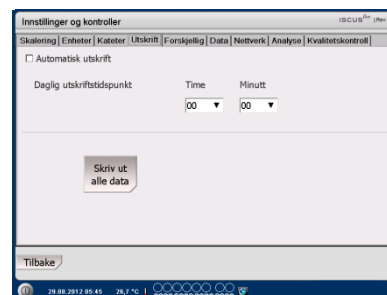 Innstillinger og kontroller
ISCUS flex
Skalering Enheter Kateter Utskrift Forskjellig Data Nettverk Analyse Kvalitetskontroll
Automatisk utskrift
Daglig utskriftstidspunkt Time Minutt
00 00
Skriv ut
alle data
Tilbake
29.08.2012 05:45 26,7 °C